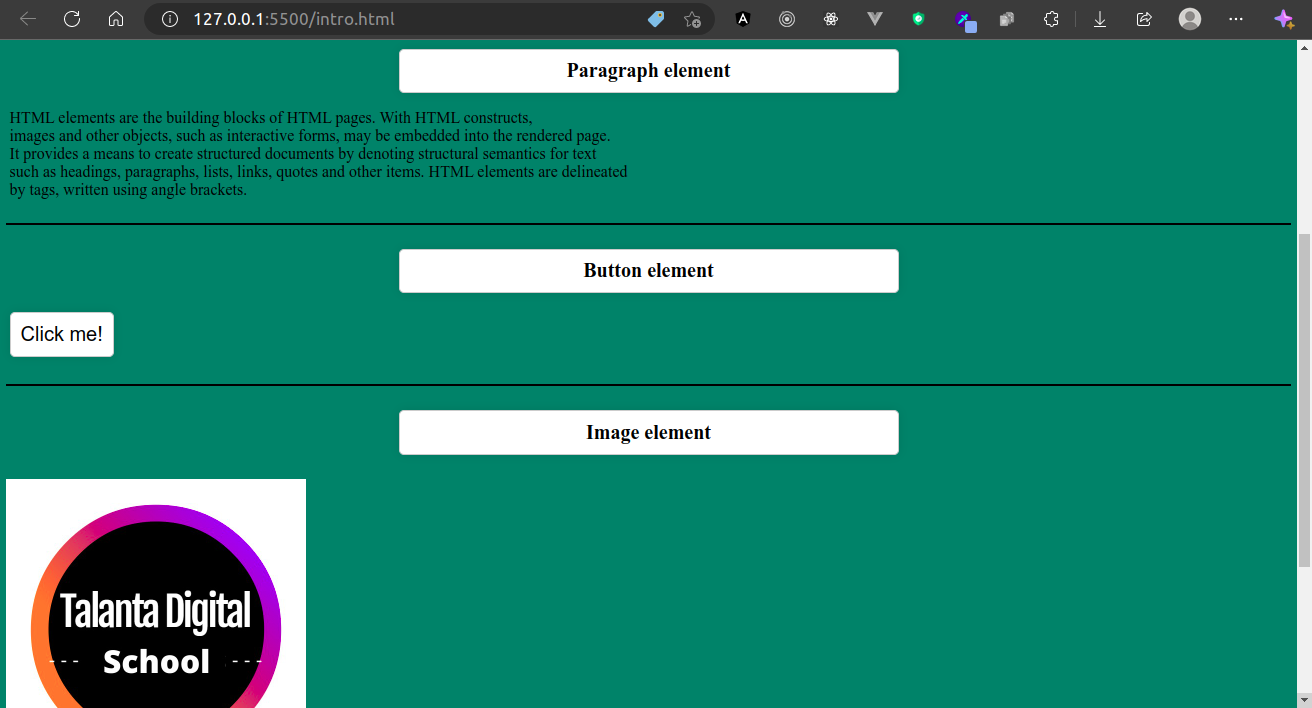 127.0.0.1:5500/intro.html
Paragraph element
HTML elements are the building blocks of HTML pages. With HTML constructs,
images and other objects, such as interactive forms, may be embedded into the rendered page.
It provides a means to create structured documents by denoting structural semantics for text
such as headings, paragraphs, lists, links, quotes and other items. HTML elements are delineated
by tags, written using angle brackets.
Button element
Click me!
Image element
Talanta Digital
--- School ---